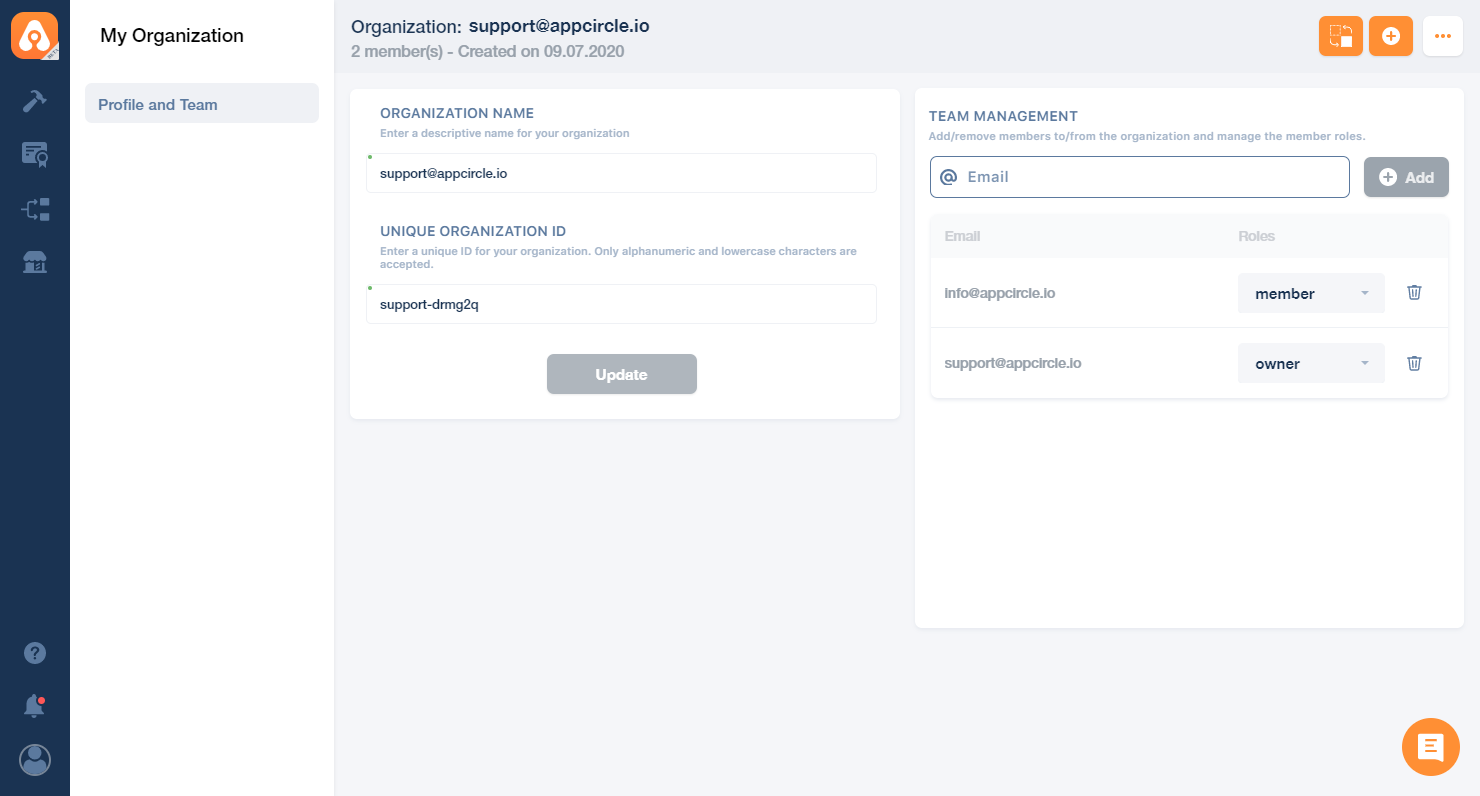 My Organization
Profile and Team
Organization: support@appcircle.io
2 member(s) - Created on 09.07.2020
ORGANIZATION NAME
Enter a descriptive name for your organization
support@appcircle.io
UNIQUE ORGANIZATION ID
Enter a unique ID for your organization. Only alphanumeric and lowercase characters are
accepted.
support-drmg2q
Update
TEAM MANAGEMENT
Add/remove members to/from the organization and manage the member roles.
@ Email
Add
Email Roles
info@appcircle.io member
support@appcircle.io owner